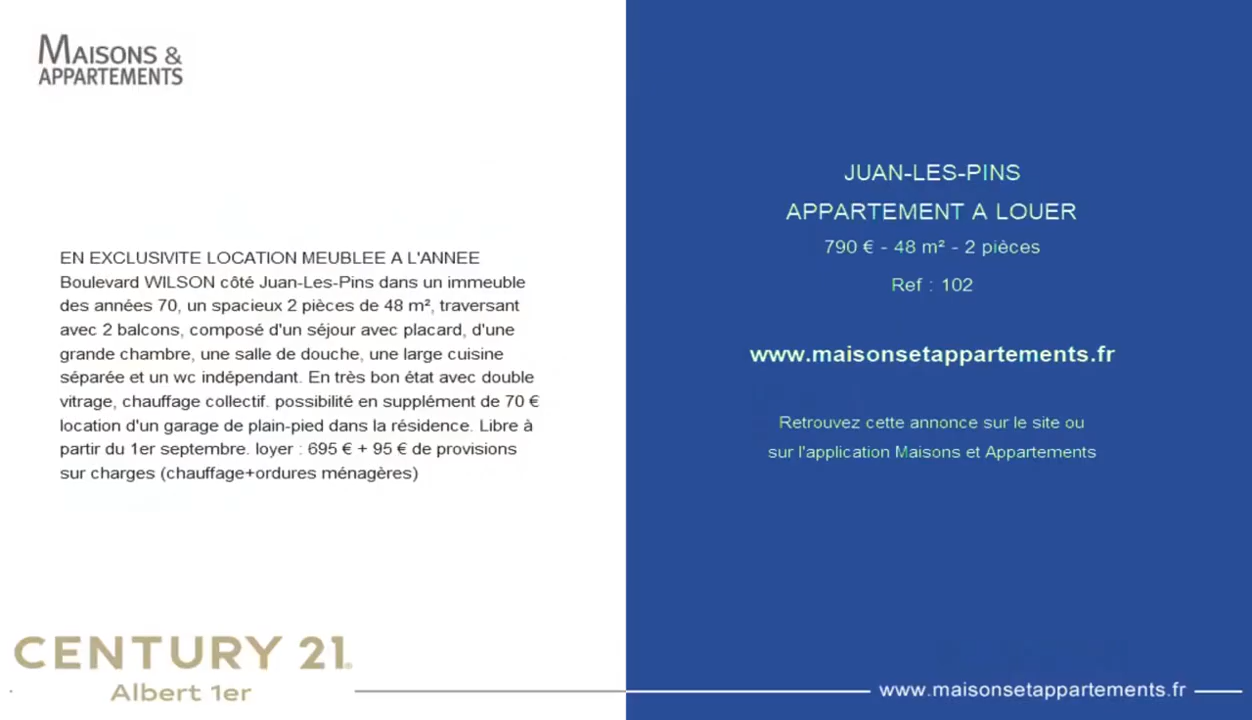 MAISONS &
APPARTEMENTS
EN EXCLUSIVITE LOCATION MEUBLEE A L'ANNEE
Boulevard WILSON côté Juan-Les-Pins dans un immeuble
des années 70, un spacieux 2 pièces de 48 m², traversant
avec 2 balcons, composé d'un séjour avec placard, d'une
grande chambre, une salle de douche, une large cuisine
séparée et un wc indépendant. En très bon état avec double
vitrage, chauffage collectif. possibilité en supplément de 70 €
location d'un garage de plain-pied dans la résidence. Libre à
partir du 1er septembre. loyer : 695 € + 95 € de provisions
sur charges (chauffage+ordures ménagères)
CENTURY 21.
Albert 1er
JUAN-LES-PINS
APPARTEMENT A LOUER
790 € - 48 m² - 2 pièces
Ref : 102
www.maisonsetappartements.fr
Retrouvez cette annonce sur le site ou
sur l'application Maisons et Appartements
www.maisonsetappartements.fr